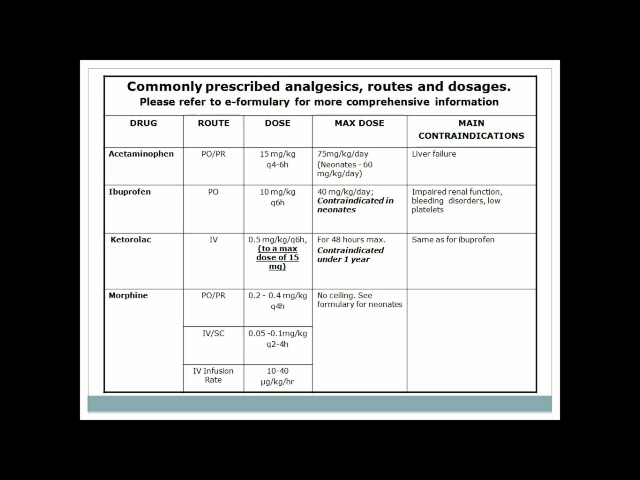 Commonly prescribed analgesics, routes and dosages.
Please refer to e-formulary for more comprehensive information
DRUG ROUTE DOSE MAX DOSE MAIN
CONTRAINDICATIONS
Acetaminophen PO/PR 15 mg/kg 75mg/kg/day Liver failure
q4-6h (Neonates - 60
mg/kg/day)
Ibuprofen PO 10 mg/kg 40 mg/kg/day; Impaired renal function,
q6h Contraindicated in bleeding disorders, low
neonates platelets
Ketorolac IV 0.5 mg/kg/q6h, For 48 hours max. Same as for ibuprofen
(to a max Contraindicated
dose of 15 under 1 year
mg)
Morphine PO/PR 0.2 - 0.4 mg/kg No ceiling. See
q4h formulary for neonates
IV/SC 0.05 -0.1mg/kg
q2-4h
IV Infusion 10-40
Rate µg/kg/hr